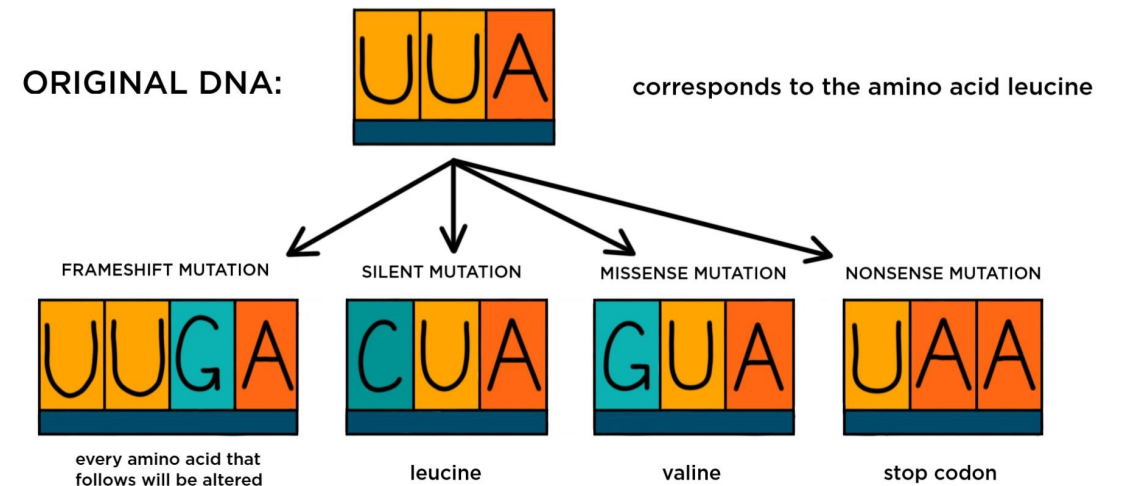 ORIGINAL DNA:
UUA
corresponds to the amino acid leucine
FRAMESHIFT MUTATION
SILENT MUTATION
MISSENSE MUTATION
NONSENSE MUTATION
UUGA
CUA
GUA
UAA
every amino acid that
follows will be altered
leucine
valine
stop codon